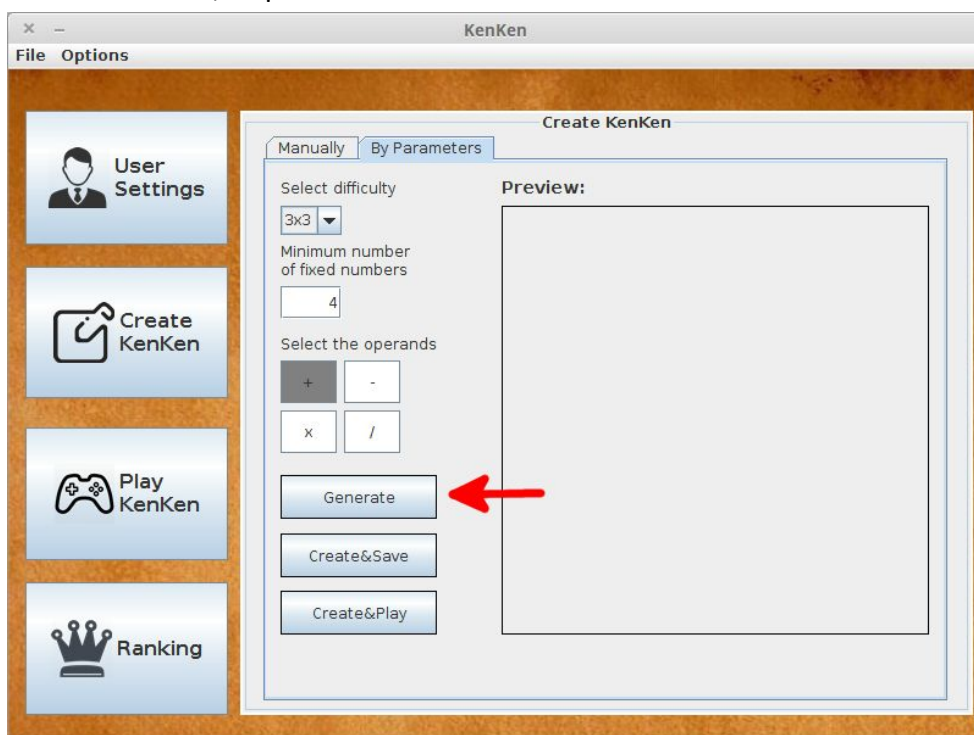 KenKen
File Options
Create KenKen
Manually By Parameters
User
Settings
Select difficulty
Preview:
3x3
Minimum number
of fixed numbers
4
Create
KenKen
Select the operands
+ -
x /
Play
KenKen
Generate
Create&Save
Create&Play
Ranking